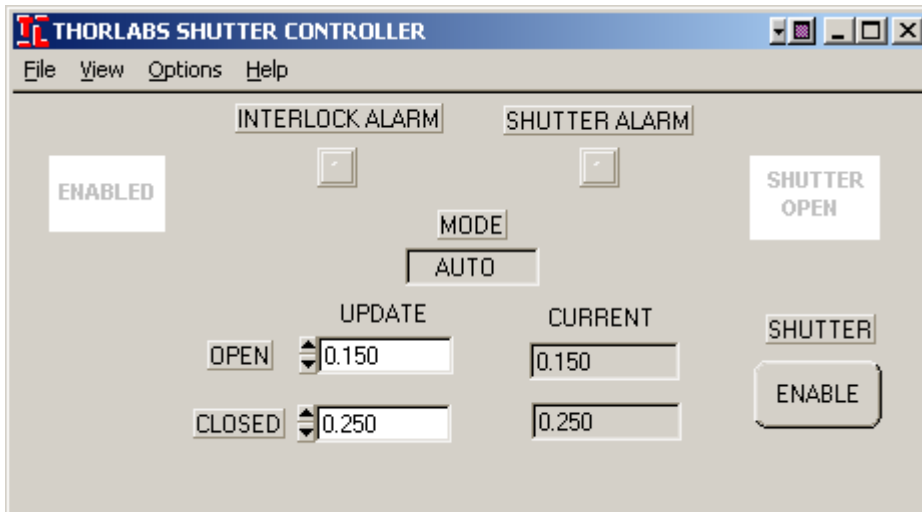 THORLABS SHUTTER CONTROLLER
File View Options Help
INTERLOCK ALARM SHUTTER ALARM
ENABLED
SHUTTER
OPEN
MODE
AUTO
UPDATE CURRENT
SHUTTER
OPEN 0.150 0.150
ENABLE
CLOSED 0.250 0.250